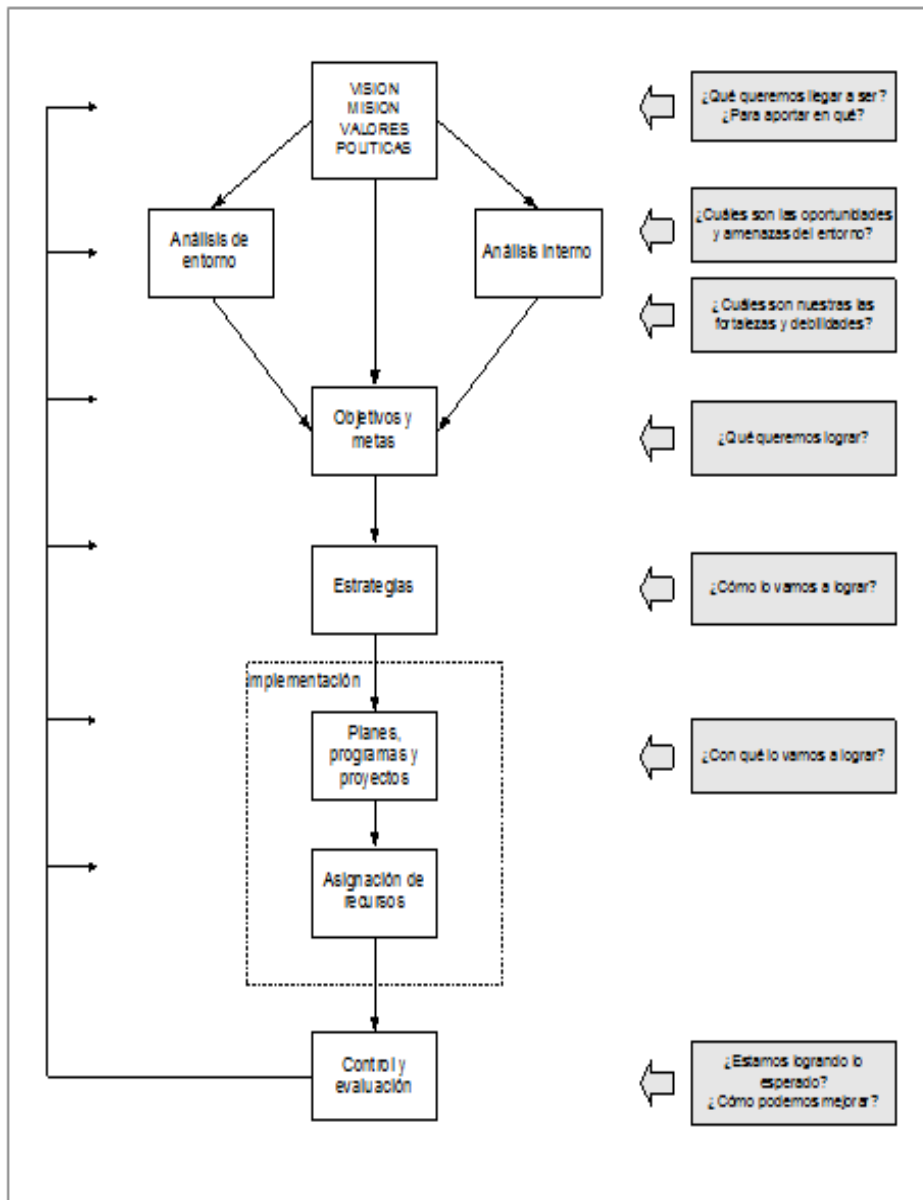 VISION
MISION
VALORES
POLITICAS
¿Qué queremos llegar a ser?
¿Para aportar en qué?
Análisis de
entorno
Análisis interno
¿Cuáles son las oportunidades
y amenazas del entorno?
¿Cuáles son nuestras las
fortalezas y debilidades?
Objetivos y
metas
¿Qué queremos lograr?
Estrategias
¿Cómo lo vamos a lograr?
Implementación
Planes,
programas y
proyectos
¿Con qué lo vamos a lograr?
Asignación de
recursos
Control y
evaluación
¿Estamos logrando lo
esperado?
¿Cómo podemos mejorar?